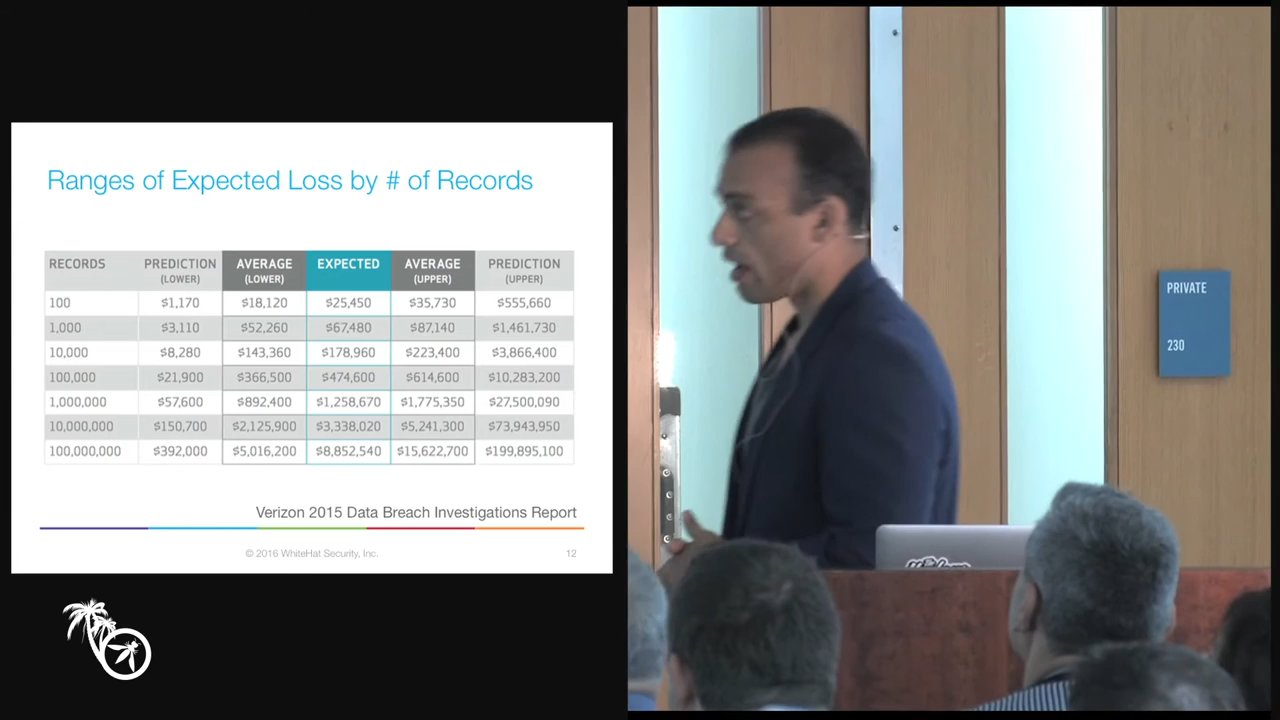 Ranges of Expected Loss by # of Records
RECORDS PREDICTION (LOWER) AVERAGE (LOWER) EXPECTED AVERAGE (UPPER) PREDICTION (UPPER)
100 $1,170 $18,120 $25,450 $35,730 $555,660
1,000 $3,110 $52,260 $67,480 $87,140 $1,461,730
10,000 $8,280 $143,360 $178,960 $223,400 $3,866,400
100,000 $21,900 $366,500 $474,600 $614,600 $10,283,200
1,000,000 $57,600 $892,400 $1,258,670 $1,775,350 $27,500,090
10,000,000 $150,700 $2,125,900 $3,338,020 $5,241,300 $73,943,950
100,000,000 $392,000 $5,016,200 $8,852,540 $15,622,700 $199,895,100
Verizon 2015 Data Breach Investigations Report
© 2016 WhiteHat Security, Inc. 12
PRIVATE
230